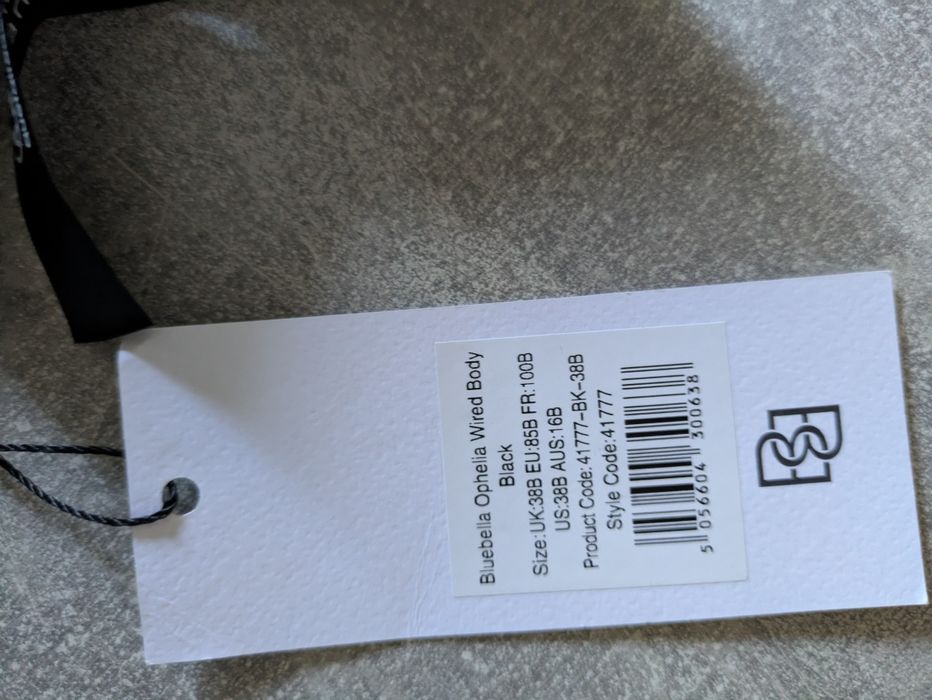 Bluebella Ophelia Wired Body
Black
Size:UK:38B EU:85B FR:100B
US:38B AUS:16B
Product Code: 41777-BK-38B
Style Code:41777
5 056604 300638